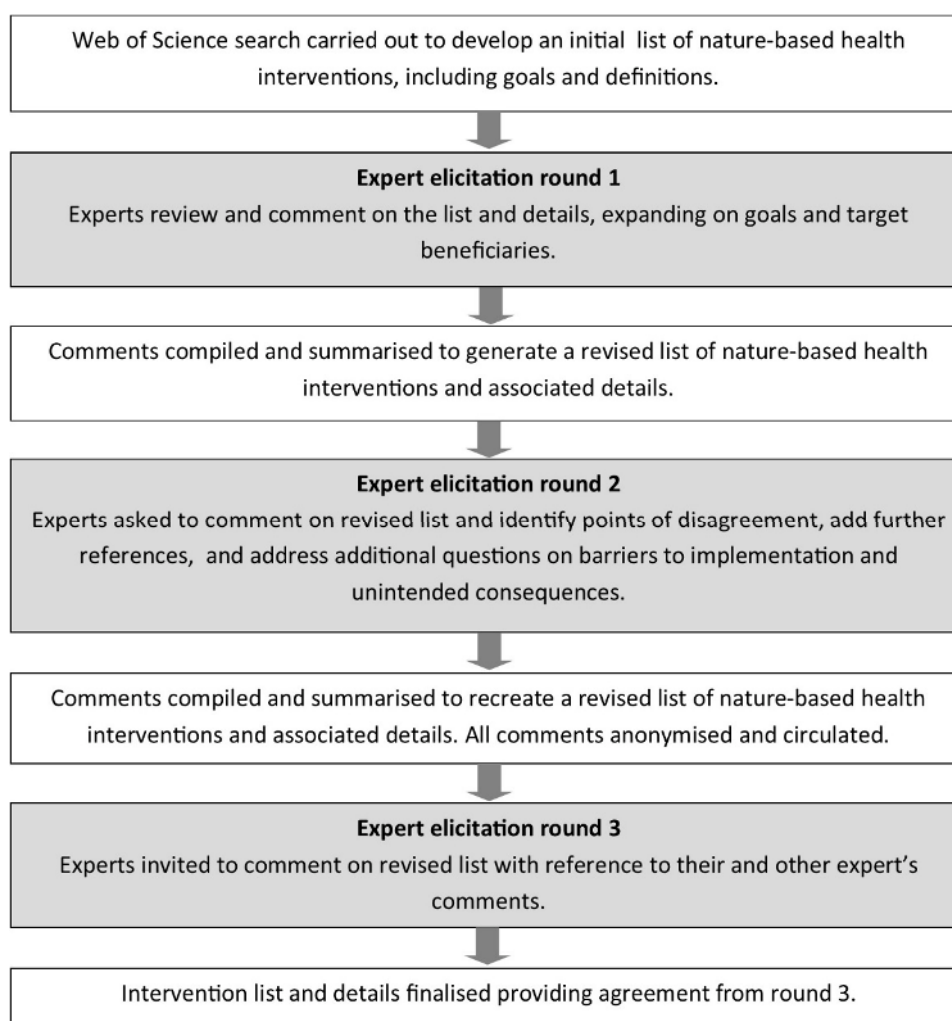 Web of Science search carried out to develop an initial list of nature-based health
interventions, including goals and definitions.
Expert elicitation round 1
Experts review and comment on the list and details, expanding on goals and target
beneficiaries.
Comments compiled and summarised to generate a revised list of nature-based health
interventions and associated details.
Expert elicitation round 2
Experts asked to comment on revised list and identify points of disagreement, add further
references, and address additional questions on barriers to implementation and
unintended consequences.
Comments compiled and summarised to recreate a revised list of nature-based health
interventions and associated details. All comments anonymised and circulated.
Expert elicitation round 3
Experts invited to comment on revised list with reference to their and other expert's
comments.
Intervention list and details finalised providing agreement from round 3.